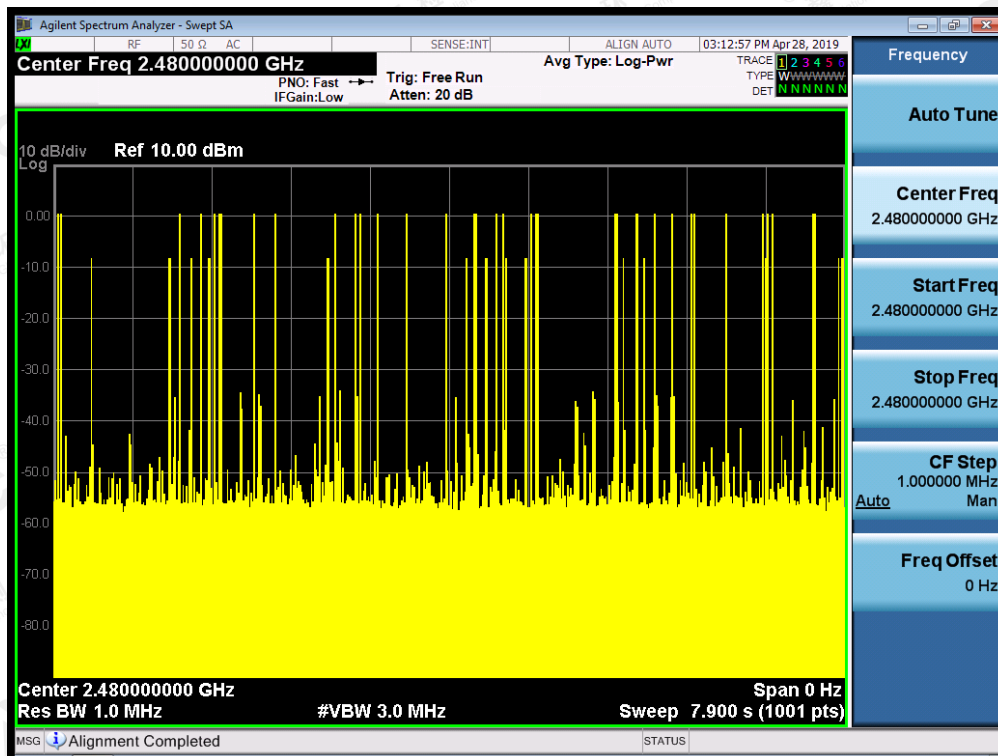 Agilent Spectrum Analyzer - Swept SA
LXI RF 50 Ω AC SENSE:INT ALIGN AUTO 03:12:57 PM Apr 28, 2019
Center Freq 2.480000000 GHz
PNO: Fast
IFGain:Low
Trig: Free Run
Atten: 20 dB
Avg Type: Log-Pwr
TRACE 1 2 3 4 5 6
TYPE WWWWWW
DET N N N N N N
10 dB/div Ref 10.00 dBm
Log
0.00
-10.0
-20.0
-30.0
-40.0
-50.0
-60.0
-70.0
-80.0
Center 2.480000000 GHz Span 0 Hz
Res BW 1.0 MHz #VBW 3.0 MHz Sweep 7.900 s (1001 pts)
MSG Alignment Completed STATUS
Frequency
Auto Tune
Center Freq
2.480000000 GHz
Start Freq
2.480000000 GHz
Stop Freq
2.480000000 GHz
CF Step
1.000000 MHz
Auto Man
Freq Offset
0 Hz